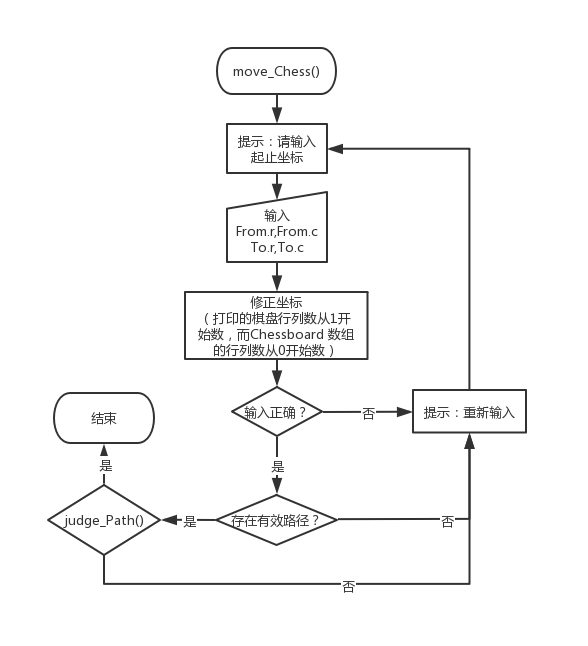 move_Chess()
提示：请输入
起止坐标
输入
From.r,From.c
To.r,To.c
修正坐标
（打印的棋盘行列数从1开
始数，而Chessboard 数组
的行列数从0开始数）
输入正确？
否
提示：重新输入
结束
是
是
存在有效路径？
否
是
judge_Path()
否